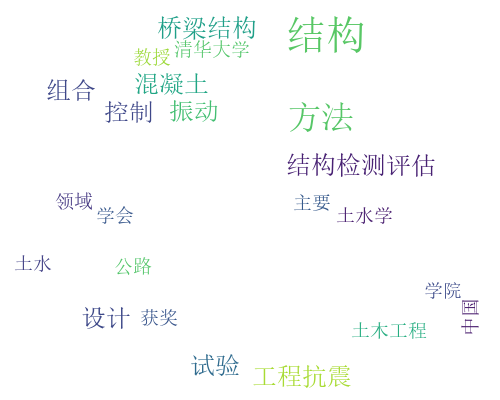 桥梁结构
结构
教授
清华大学
组合
混凝土
控制
振动
方法
结构检测评估
领域
学会
主要
土水学
土水
公路
学院
中国
设计
获奖
土木工程
试验
工程抗震